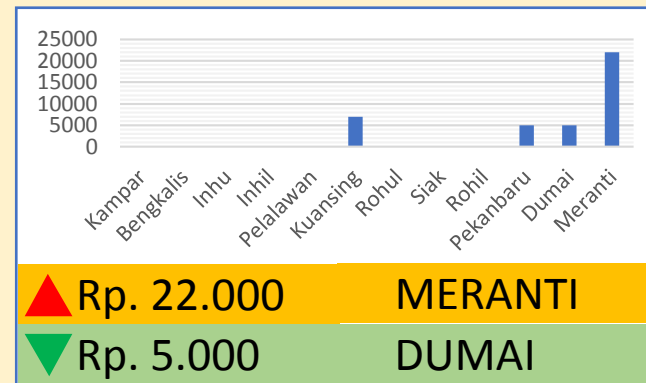 25000
20000
15000
10000
5000
0
Kampar
Bengkalis
Inhu
Inhil
Pelalawan
Kuansing
Rohul
Siak
Rohil
Pekanbaru
Dumai
Meranti
Rp. 22.000 MERANTI
Rp. 5.000 DUMAI